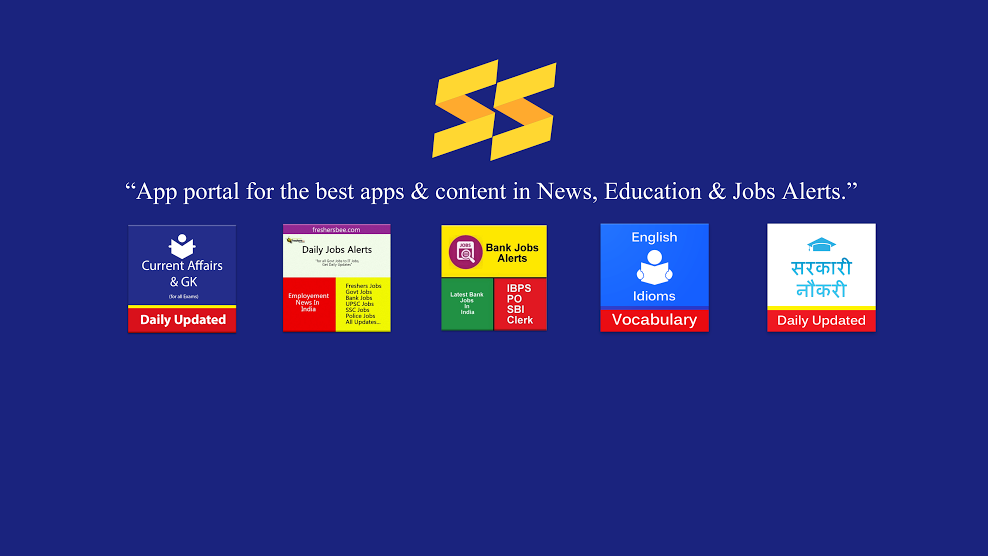 SS
“App portal for the best apps & content in News, Education & Jobs Alerts.”
Current Affairs
& GK
(for all Exams)
Daily Updated
freshersbee.com
Daily Jobs Alerts
"for all Govt Jobs to IT Jobs,
Get Daily Updates"
Employement
News In
India
Freshers Jobs
Govt Jobs
Bank Jobs
UPSC Jobs
SSC Jobs
Police Jobs
All Updates...
JOBS
Bank Jobs
Alerts
Latest Bank
Jobs
In
India
IBPS
PO
SBI
Clerk
English
Idioms
Vocabulary
सरकारी
नौकरी
Daily Updated